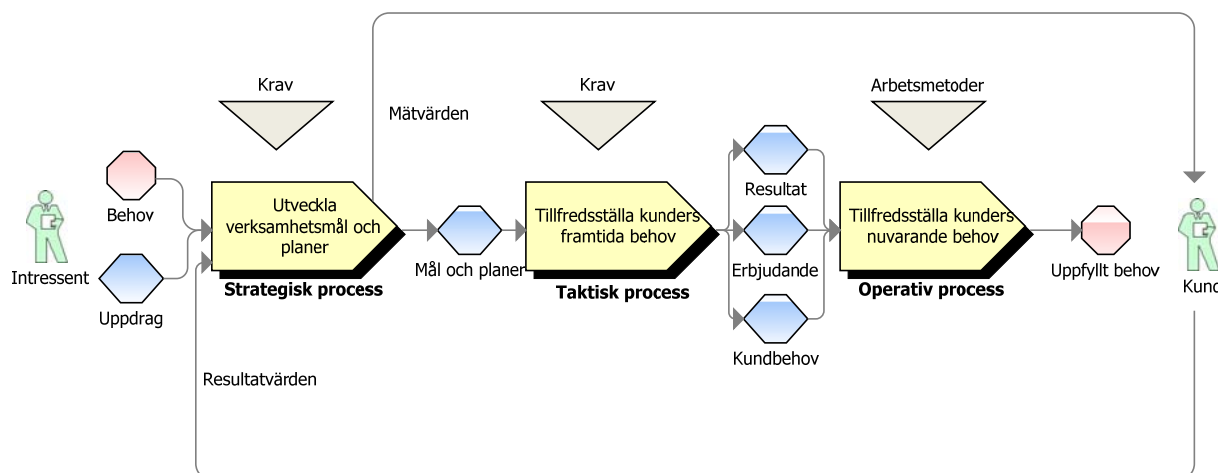 Krav
Krav
Arbetsmetoder
Mätvärden
Behov
Utveckla
verksamhetsmål och
planer
Tillfredsställa kunders
framtida behov
Resultat
Tillfredsställa kunders
nuvarande behov
Intressent
Mål och planer
Erbjudande
Uppfyllt behov
Kund
Strategisk process
Taktisk process
Operativ process
Uppdrag
Kundbehov
Resultatvärden